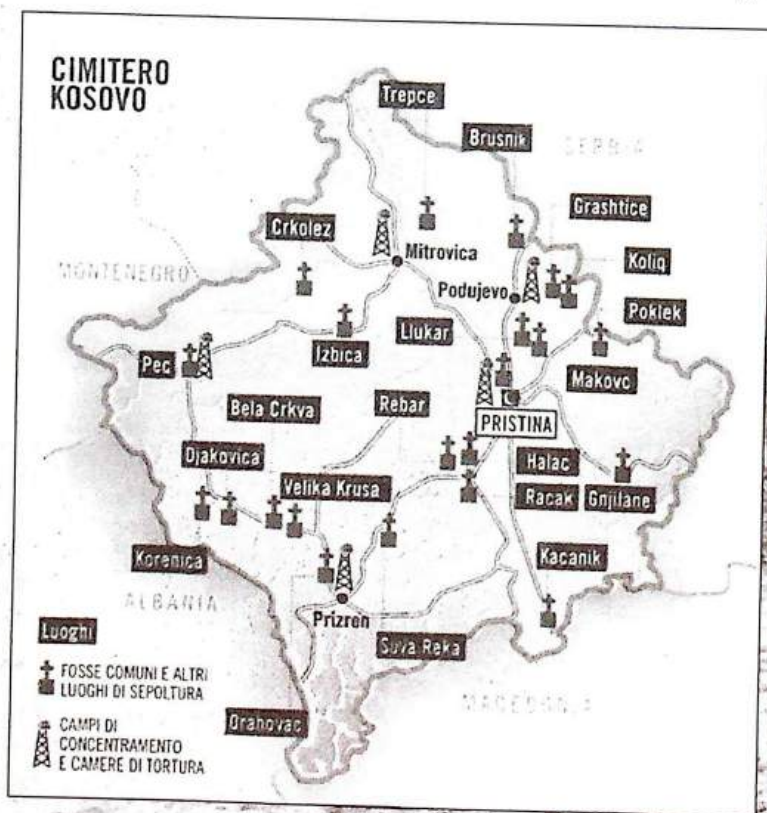 CIMITERO
KOSOVO
Trepce
Brusnik
SERBIA
Grashtice
Crkolez
Mitrovica
Koliq
MONTENEGRO
Podujevo
Poklek
Llukar
Izbica
Pec
Makovc
Bela Crkva
Rebar
PRISTINA
Djakovica
Halac
Velika Krusa
Racak
Gnjilane
Korenica
Kacanik
ALBANIA
Prizren
Luoghi
Suva Reka
FOSSE COMUNI E ALTRI
LUOGHI DI SEPOLTURA
MACEDONIA
Orahovac
CAMPI DI
CONCENTRAMENTO
E CAMERE DI TORTURA